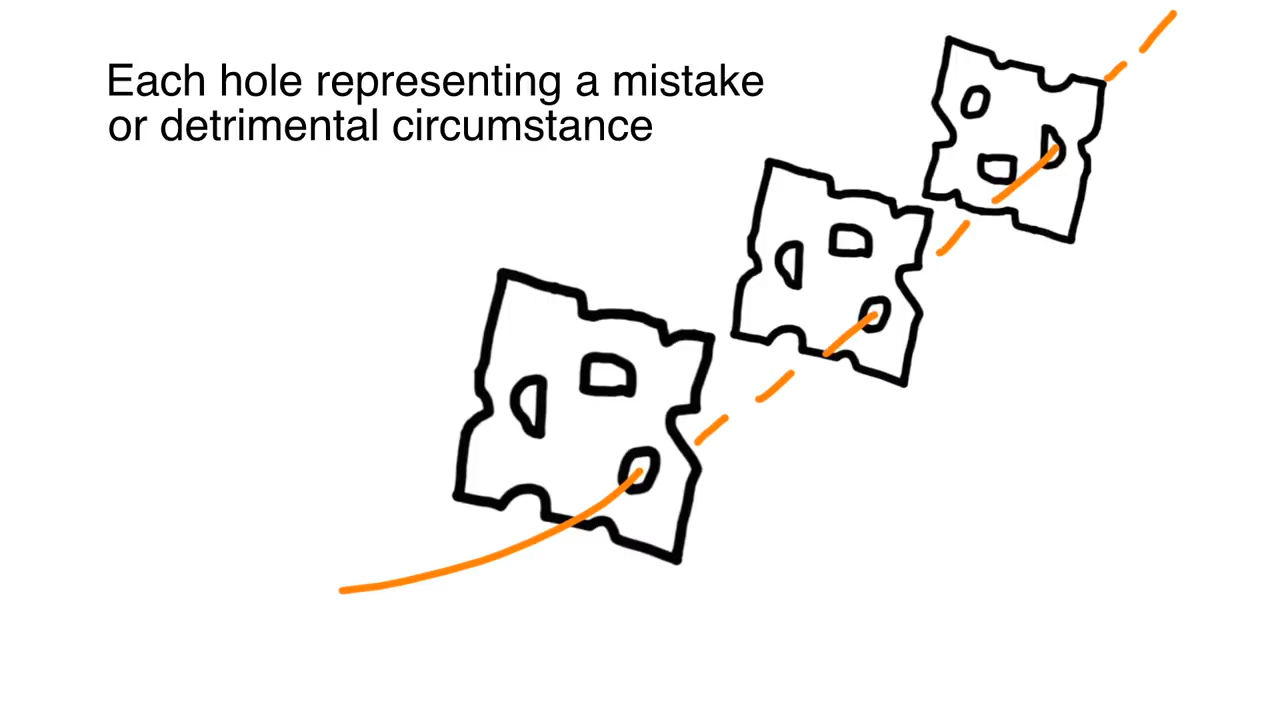 Each hole representing a mistake
or detrimental circumstance